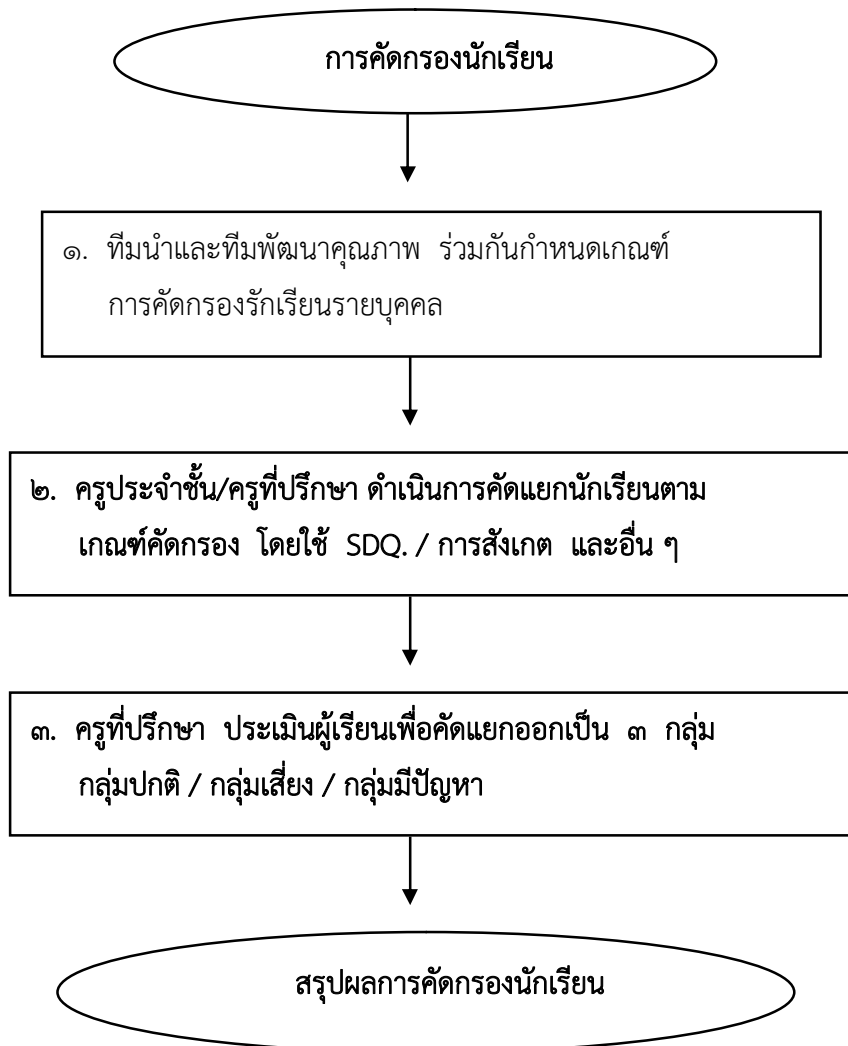 การคัดกรองนักเรียน
๑. ทีมนำและทีมพัฒนาคุณภาพ ร่วมกันกำหนดเกณฑ์
การคัดกรองรักเรียนรายบุคคล
๒. ครูประจำชั้น/ครูที่ปรึกษา ดำเนินการคัดแยกนักเรียนตาม
เกณฑ์คัดกรอง โดยใช้ SDQ. / การสังเกต และอื่น ๆ
๓. ครูที่ปรึกษา ประเมินผู้เรียนเพื่อคัดแยกออกเป็น ๓ กลุ่ม
กลุ่มปกติ / กลุ่มเสี่ยง / กลุ่มมีปัญหา
สรุปผลการคัดกรองนักเรียน